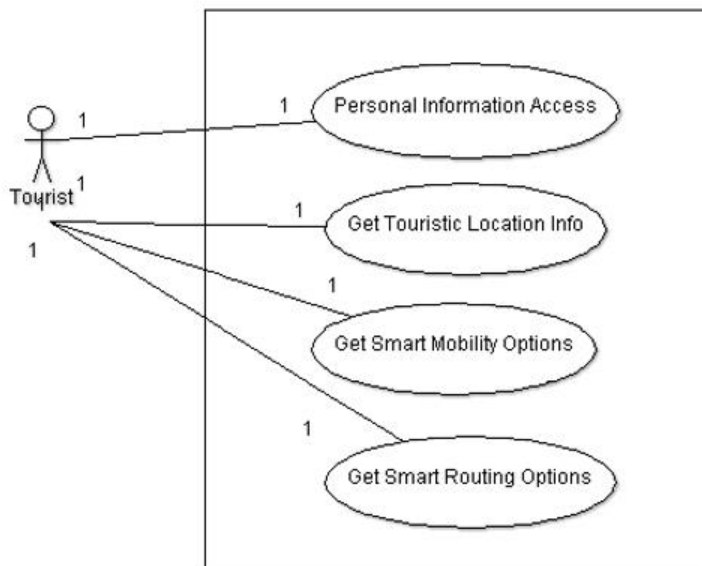 1
1
Personal Information Access
1
Tourist
1
Get Touristic Location Info
1
1
Get Smart Mobility Options
1
Get Smart Routing Options